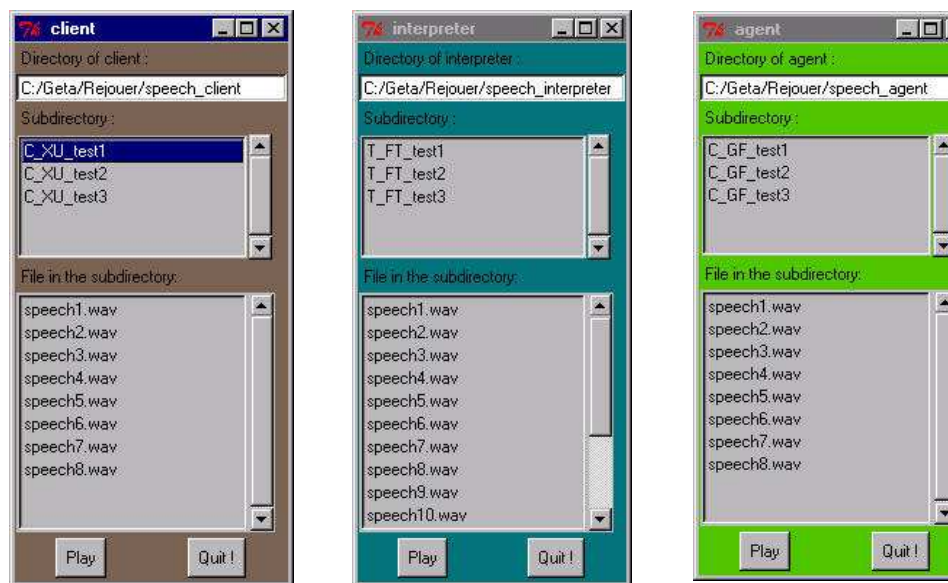 client
Directory of client :
C:/Geta/Rejouer/speech_client
Subdirectory :
C_XU_test1
C_XU_test2
C_XU_test3
File in the subdirectory:
speech1.wav
speech2.wav
speech3.wav
speech4.wav
speech5.wav
speech6.wav
speech7.wav
speech8.wav
Play
Quit !
interpreter
Directory of interpreter :
C:/Geta/Rejouer/speech_interpreter
Subdirectory :
T_FT_test1
T_FT_test2
T_FT_test3
File in the subdirectory:
speech1.wav
speech2.wav
speech3.wav
speech4.wav
speech5.wav
speech6.wav
speech7.wav
speech8.wav
speech9.wav
speech10.wav
Play
Quit !
agent
Directory of agent :
C:/Geta/Rejouer/speech_agent
Subdirectory :
C_GF_test1
C_GF_test2
C_GF_test3
File in the subdirectory:
speech1.wav
speech2.wav
speech3.wav
speech4.wav
speech5.wav
speech6.wav
speech7.wav
speech8.wav
Play
Quit !